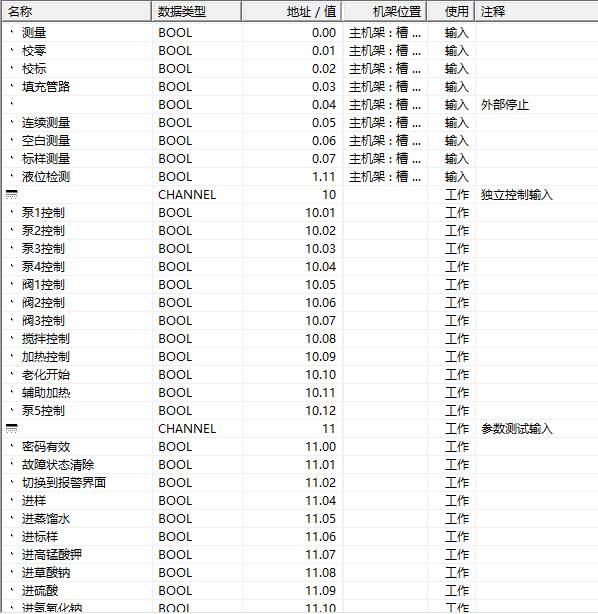 名称 数据类型 地址 / 值 机架位置 使用 注释
测量 BOOL 0.00 主机架 : 槽 ... 输入
校零 BOOL 0.01 主机架 : 槽 ... 输入
校标 BOOL 0.02 主机架 : 槽 ... 输入
填充管路 BOOL 0.03 主机架 : 槽 ... 输入
BOOL 0.04 主机架 : 槽 ... 输入 外部停止
连续测量 BOOL 0.05 主机架 : 槽 ... 输入
空白测量 BOOL 0.06 主机架 : 槽 ... 输入
标样测量 BOOL 0.07 主机架 : 槽 ... 输入
液位检测 BOOL 1.11 主机架 : 槽 ... 输入
CHANNEL 10 工作 独立控制输入
泵1控制 BOOL 10.01 工作
泵2控制 BOOL 10.02 工作
泵3控制 BOOL 10.03 工作
泵4控制 BOOL 10.04 工作
阀1控制 BOOL 10.05 工作
阀2控制 BOOL 10.06 工作
阀3控制 BOOL 10.07 工作
搅拌控制 BOOL 10.08 工作
加热控制 BOOL 10.09 工作
老化开始 BOOL 10.10 工作
辅助加热 BOOL 10.11 工作
泵5控制 BOOL 10.12 工作
CHANNEL 11 工作 参数测试输入
密码有效 BOOL 11.00 工作
故障状态清除 BOOL 11.01 工作
切换到报警界面 BOOL 11.02 工作
进样 BOOL 11.04 工作
进蒸馏水 BOOL 11.05 工作
进标样 BOOL 11.06 工作
进高锰酸钾 BOOL 11.07 工作
进草酸钠 BOOL 11.08 工作
进硫酸 BOOL 11.09 工作
进氢氧化钠 BOOL 11.10 工作